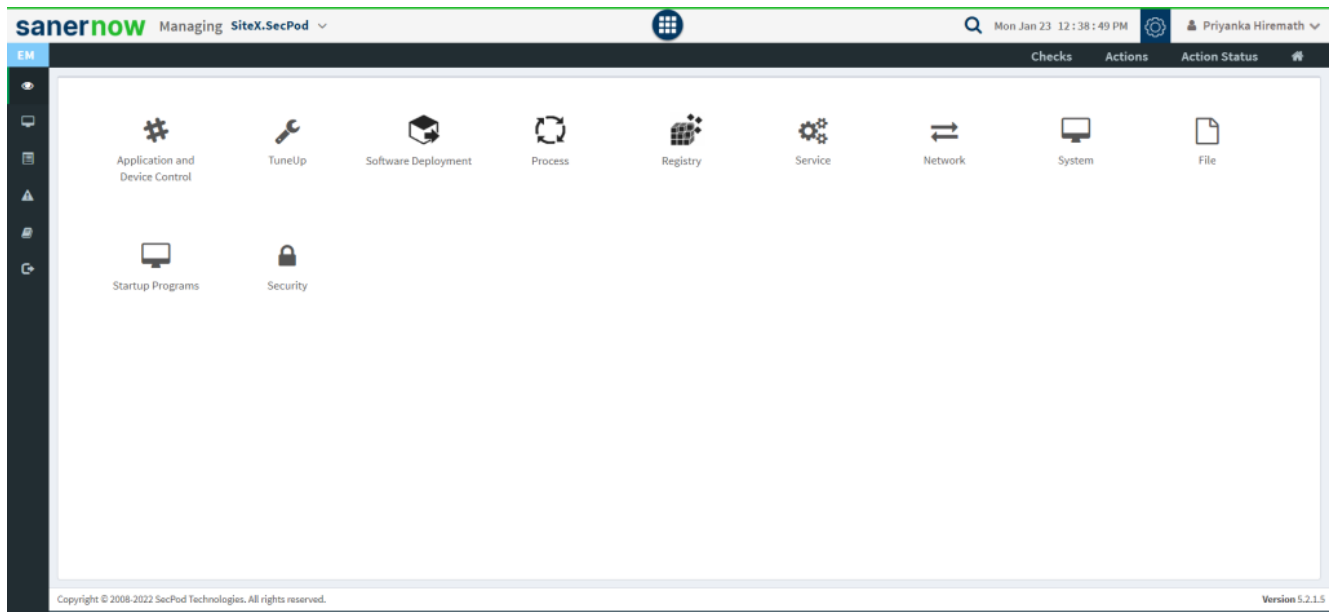 sanernow Managing SiteX.SecPod Mon Jan 23 12:38:49 PM Priyanka Hiremath
EM Checks Actions Action Status
Application and
Device Control
TuneUp
Software Deployment
Process
Registry
Service
Network
System
File
Startup Programs
Security
Copyright © 2008-2022 SecPod Technologies. All rights reserved. Version 5.2.1.5